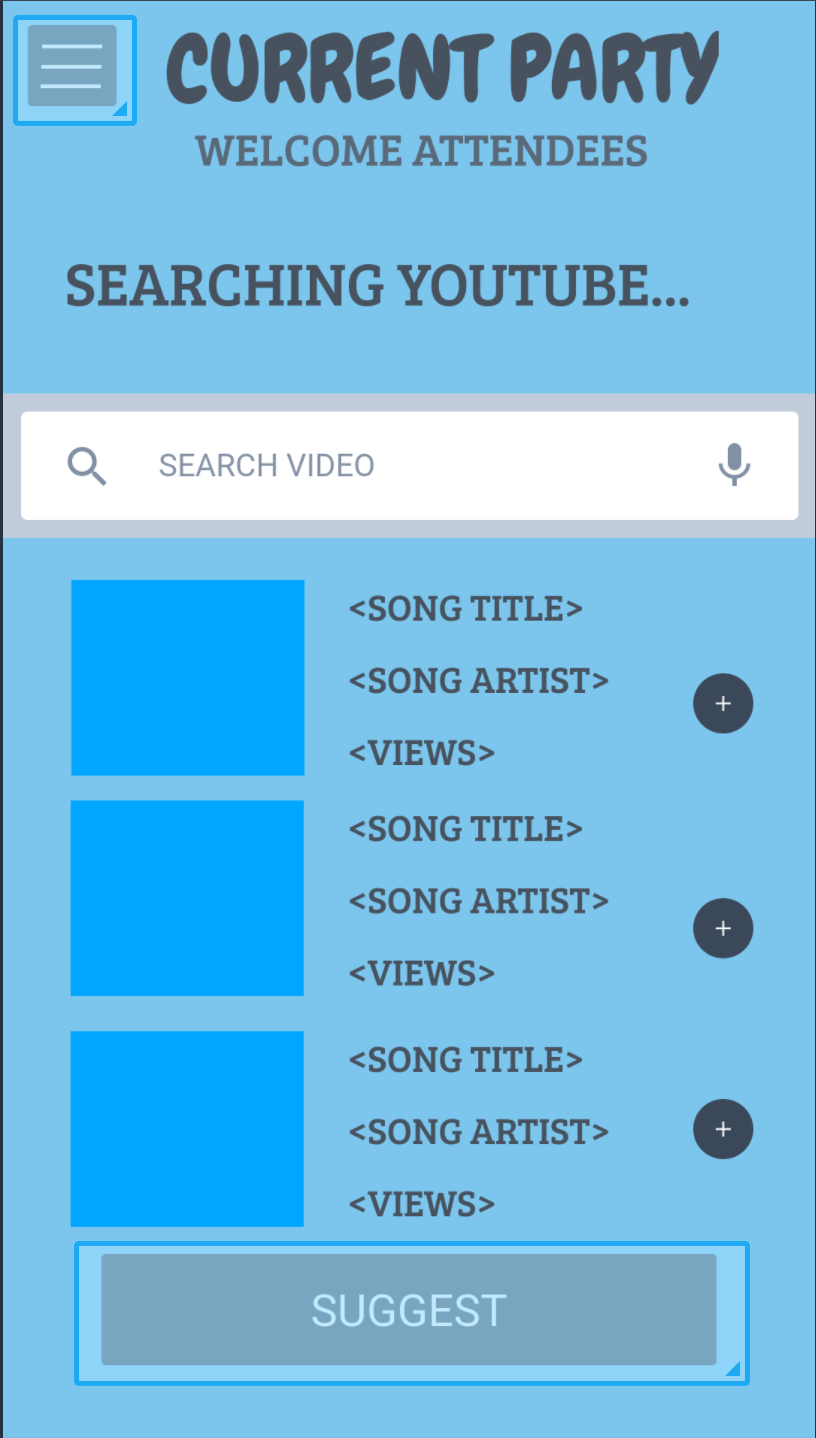 CURRENT PARTY
WELCOME ATTENDEES
SEARCHING YOUTUBE...
SEARCH VIDEO
<SONG TITLE>
<SONG ARTIST>
<VIEWS>
+
<SONG TITLE>
<SONG ARTIST>
<VIEWS>
+
<SONG TITLE>
<SONG ARTIST>
<VIEWS>
+
SUGGEST